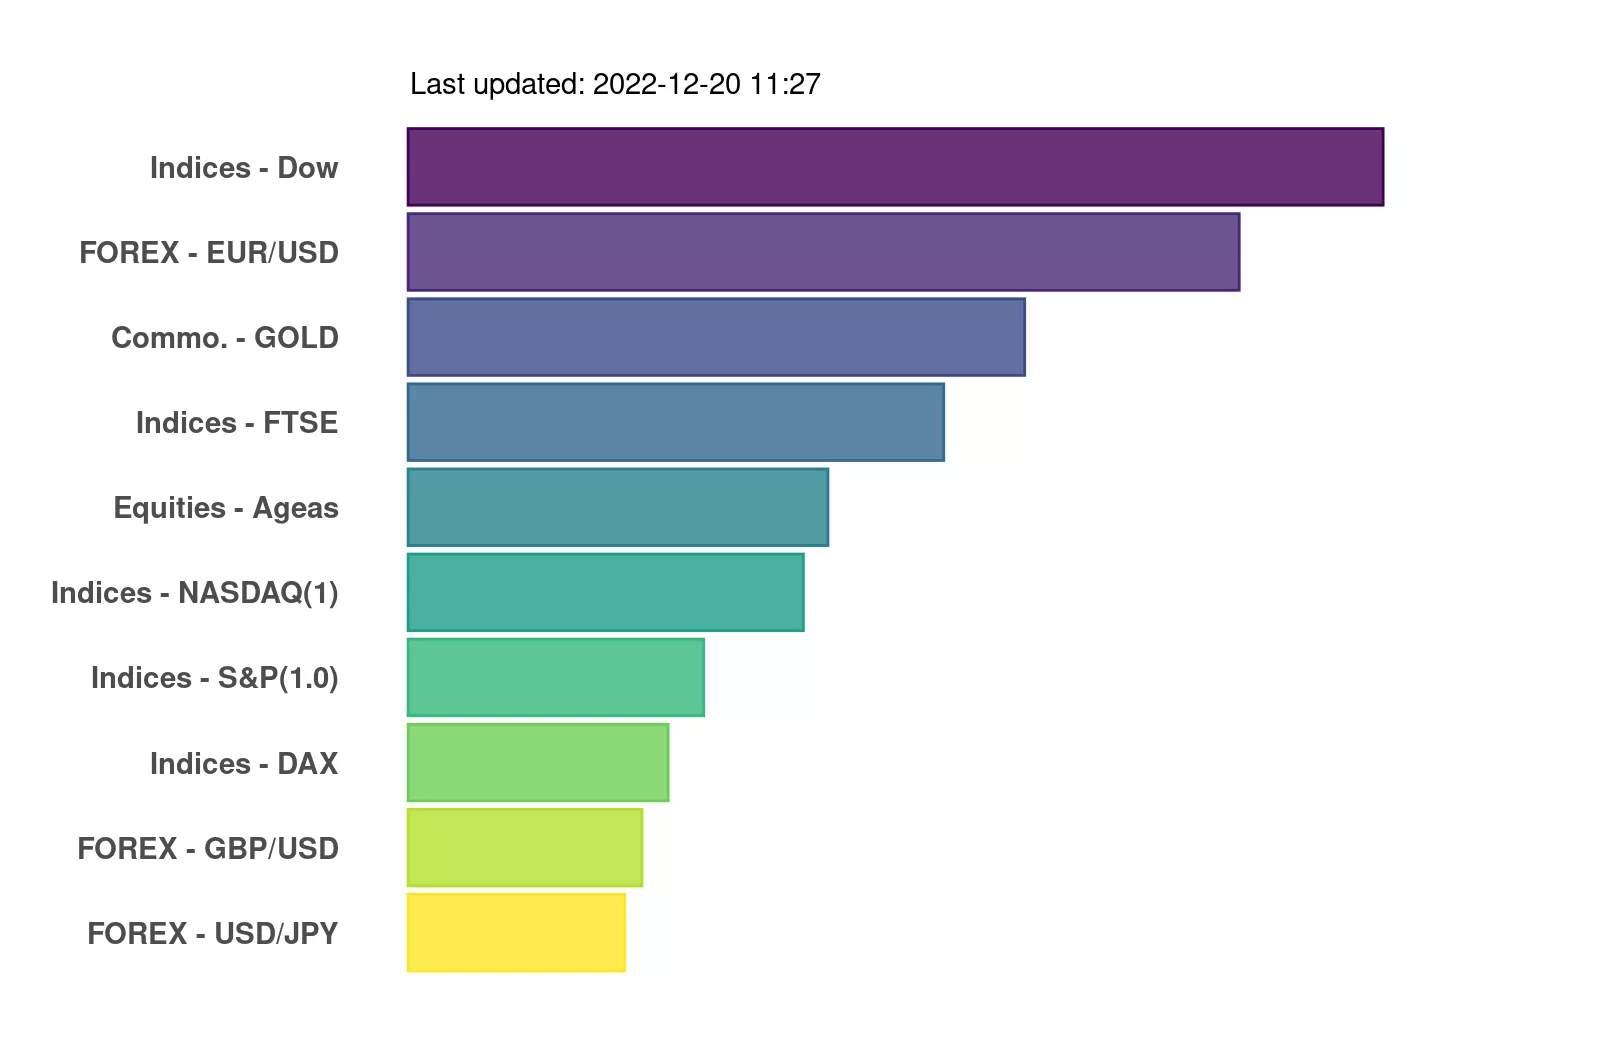 Last updated: 2022-12-20 11:27
Indices - Dow
FOREX - EUR/USD
Commo. - GOLD
Indices - FTSE
Equities - Ageas
Indices - NASDAQ(1)
Indices - S&P(1.0)
Indices - DAX
FOREX - GBP/USD
FOREX - USD/JPY